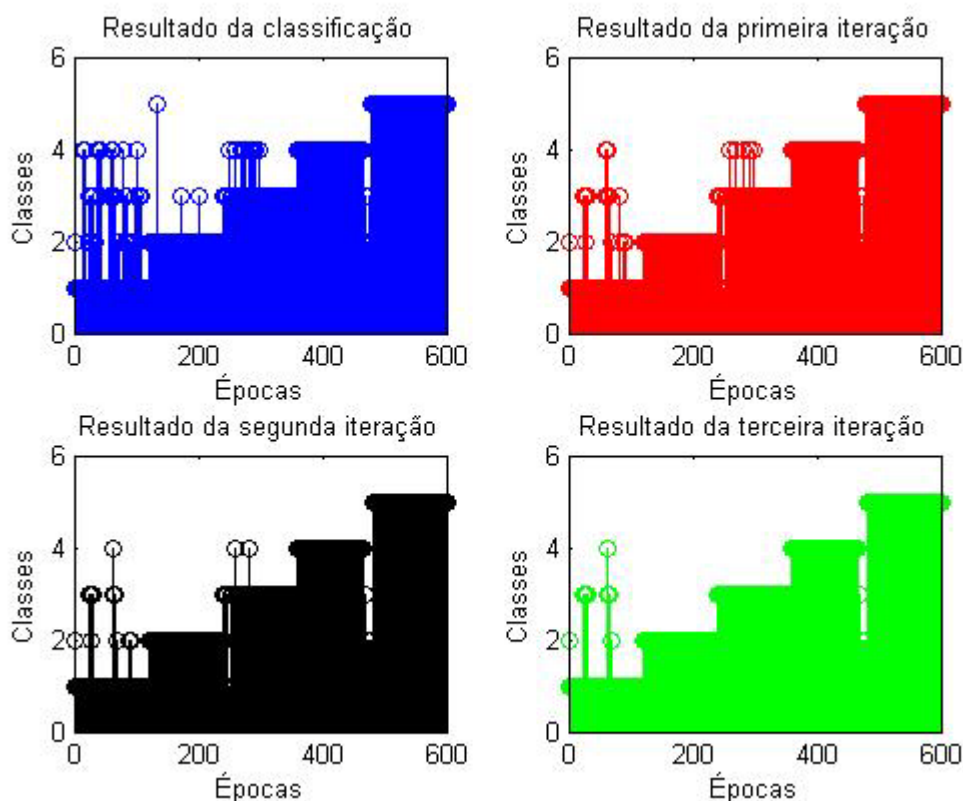 Resultado da classificação
Resultado da primeira iteração
6
4
2
0
Classes
0 200 400 600
Épocas
6
4
2
0
Classes
0 200 400 600
Épocas
Resultado da segunda iteração
Resultado da terceira iteração
6
4
2
0
Classes
0 200 400 600
Épocas
6
4
2
0
Classes
0 200 400 600
Épocas